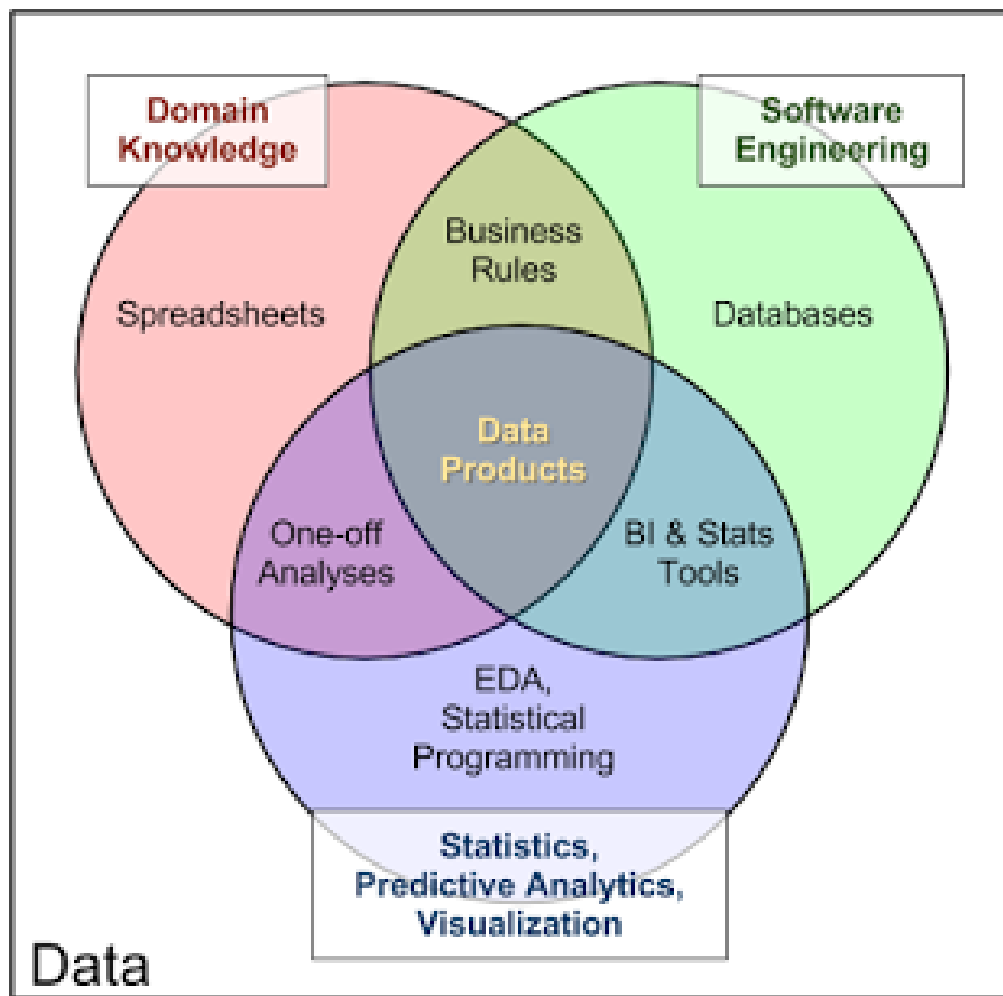 Domain
Knowledge
Software
Engineering
Business
Rules
Spreadsheets
Databases
Data
Products
One-off
Analyses
BI & Stats
Tools
EDA,
Statistical
Programming
Statistics,
Predictive Analytics,
Visualization
Data